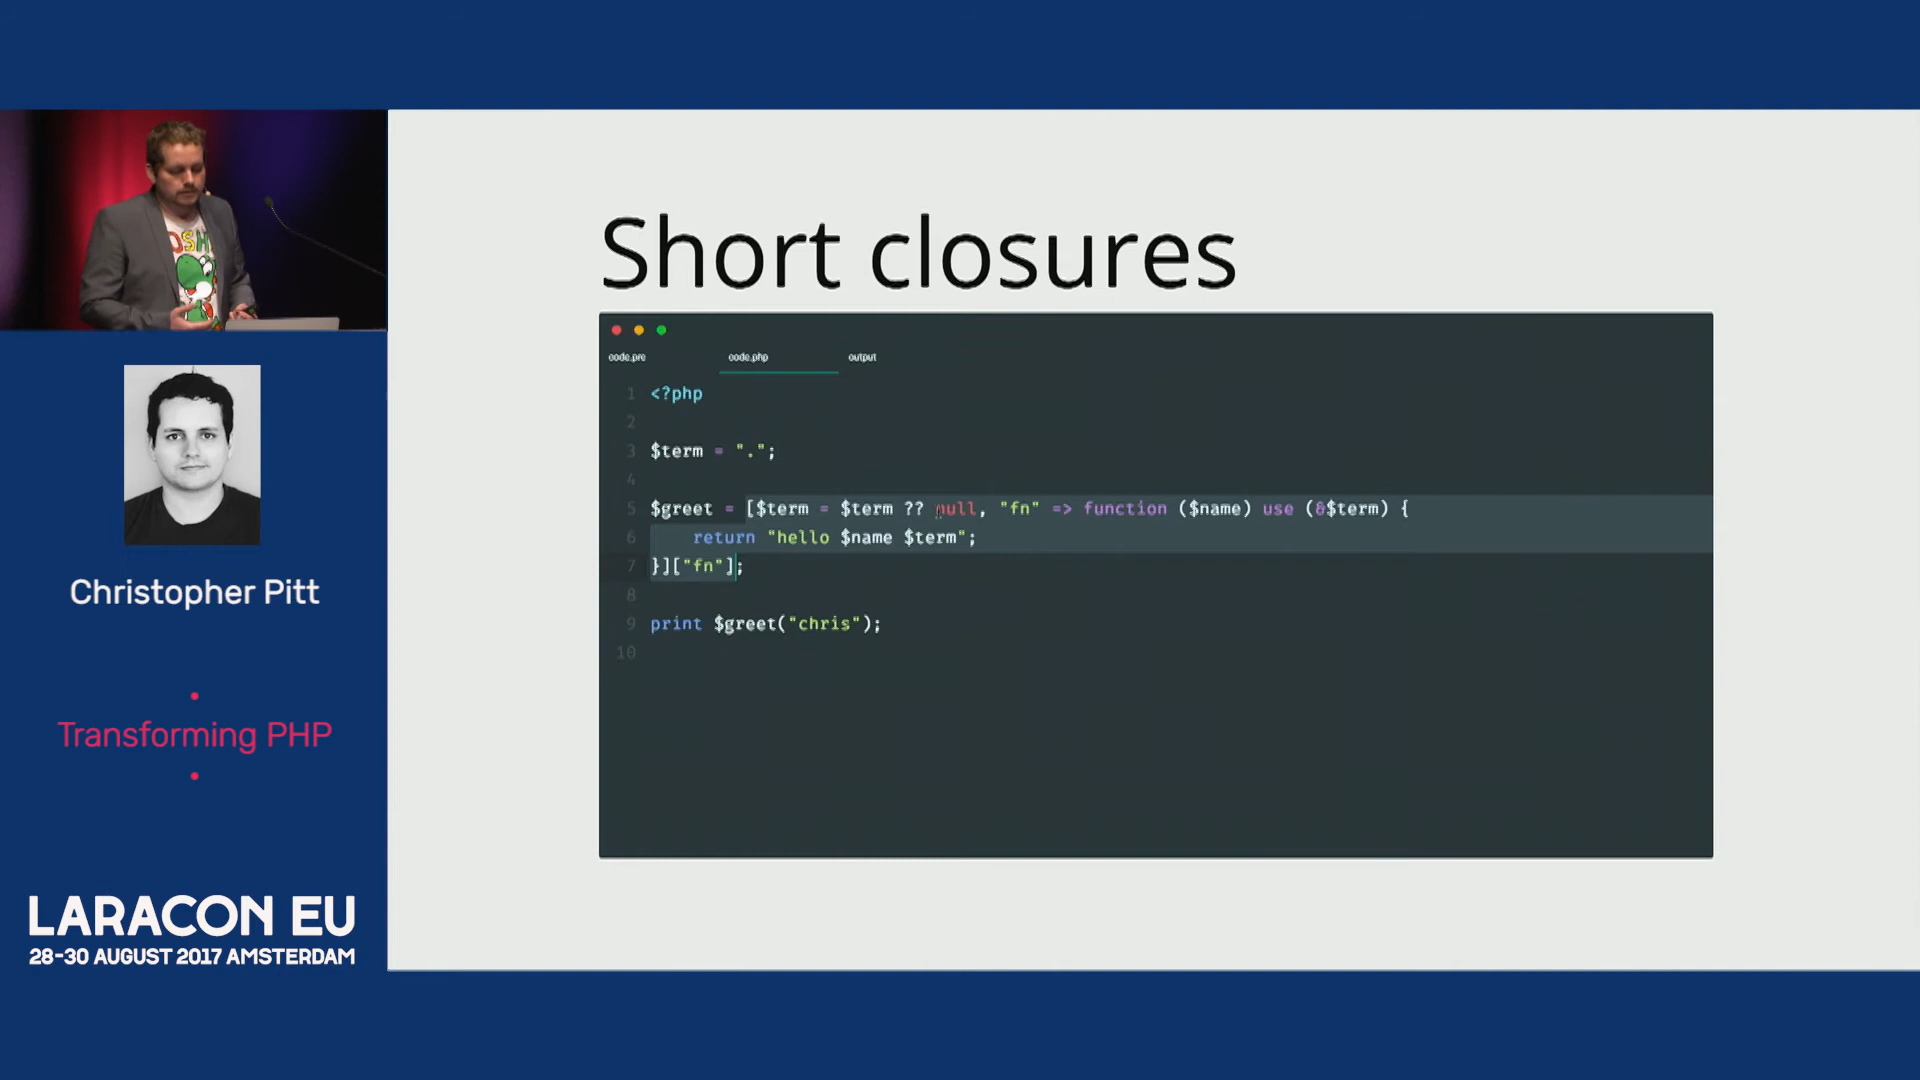 OSH
Christopher Pitt
Transforming PHP
LARACON EU
28-30 AUGUST 2017 AMSTERDAM
Short closures
code.pre code.php output
1 <?php
2
3 $term = ".";
4
5 $greet = [$term = $term ?? null, "fn" => function ($name) use (&$term) {
6 return "hello $name $term";
7 }]["fn"];
8
9 print $greet("chris");
10